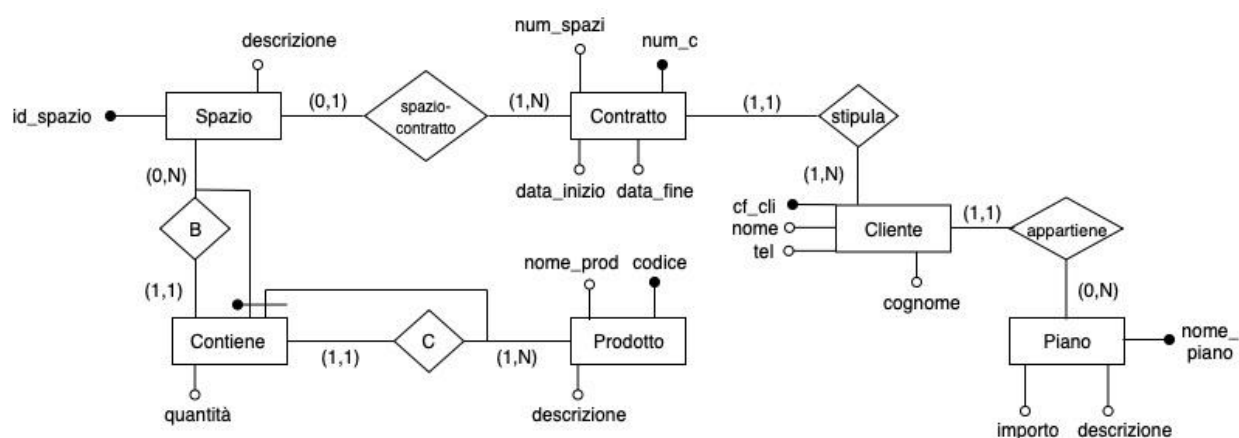 descrizione
num_spazi
num_c
id_spazio
Spazio
(0,1)
spazio-
contratto
(1,N)
Contratto
(1,1)
stipula
data_inizio
data_fine
(0,N)
B
(1,1)
(1,N)
cf_cli
nome
tel
Cliente
(1,1)
appartiene
cognome
(0,N)
nome_prod
codice
Contiene
(1,1)
C
(1,N)
Prodotto
Piano
nome_
piano
quantità
descrizione
importo
descrizione